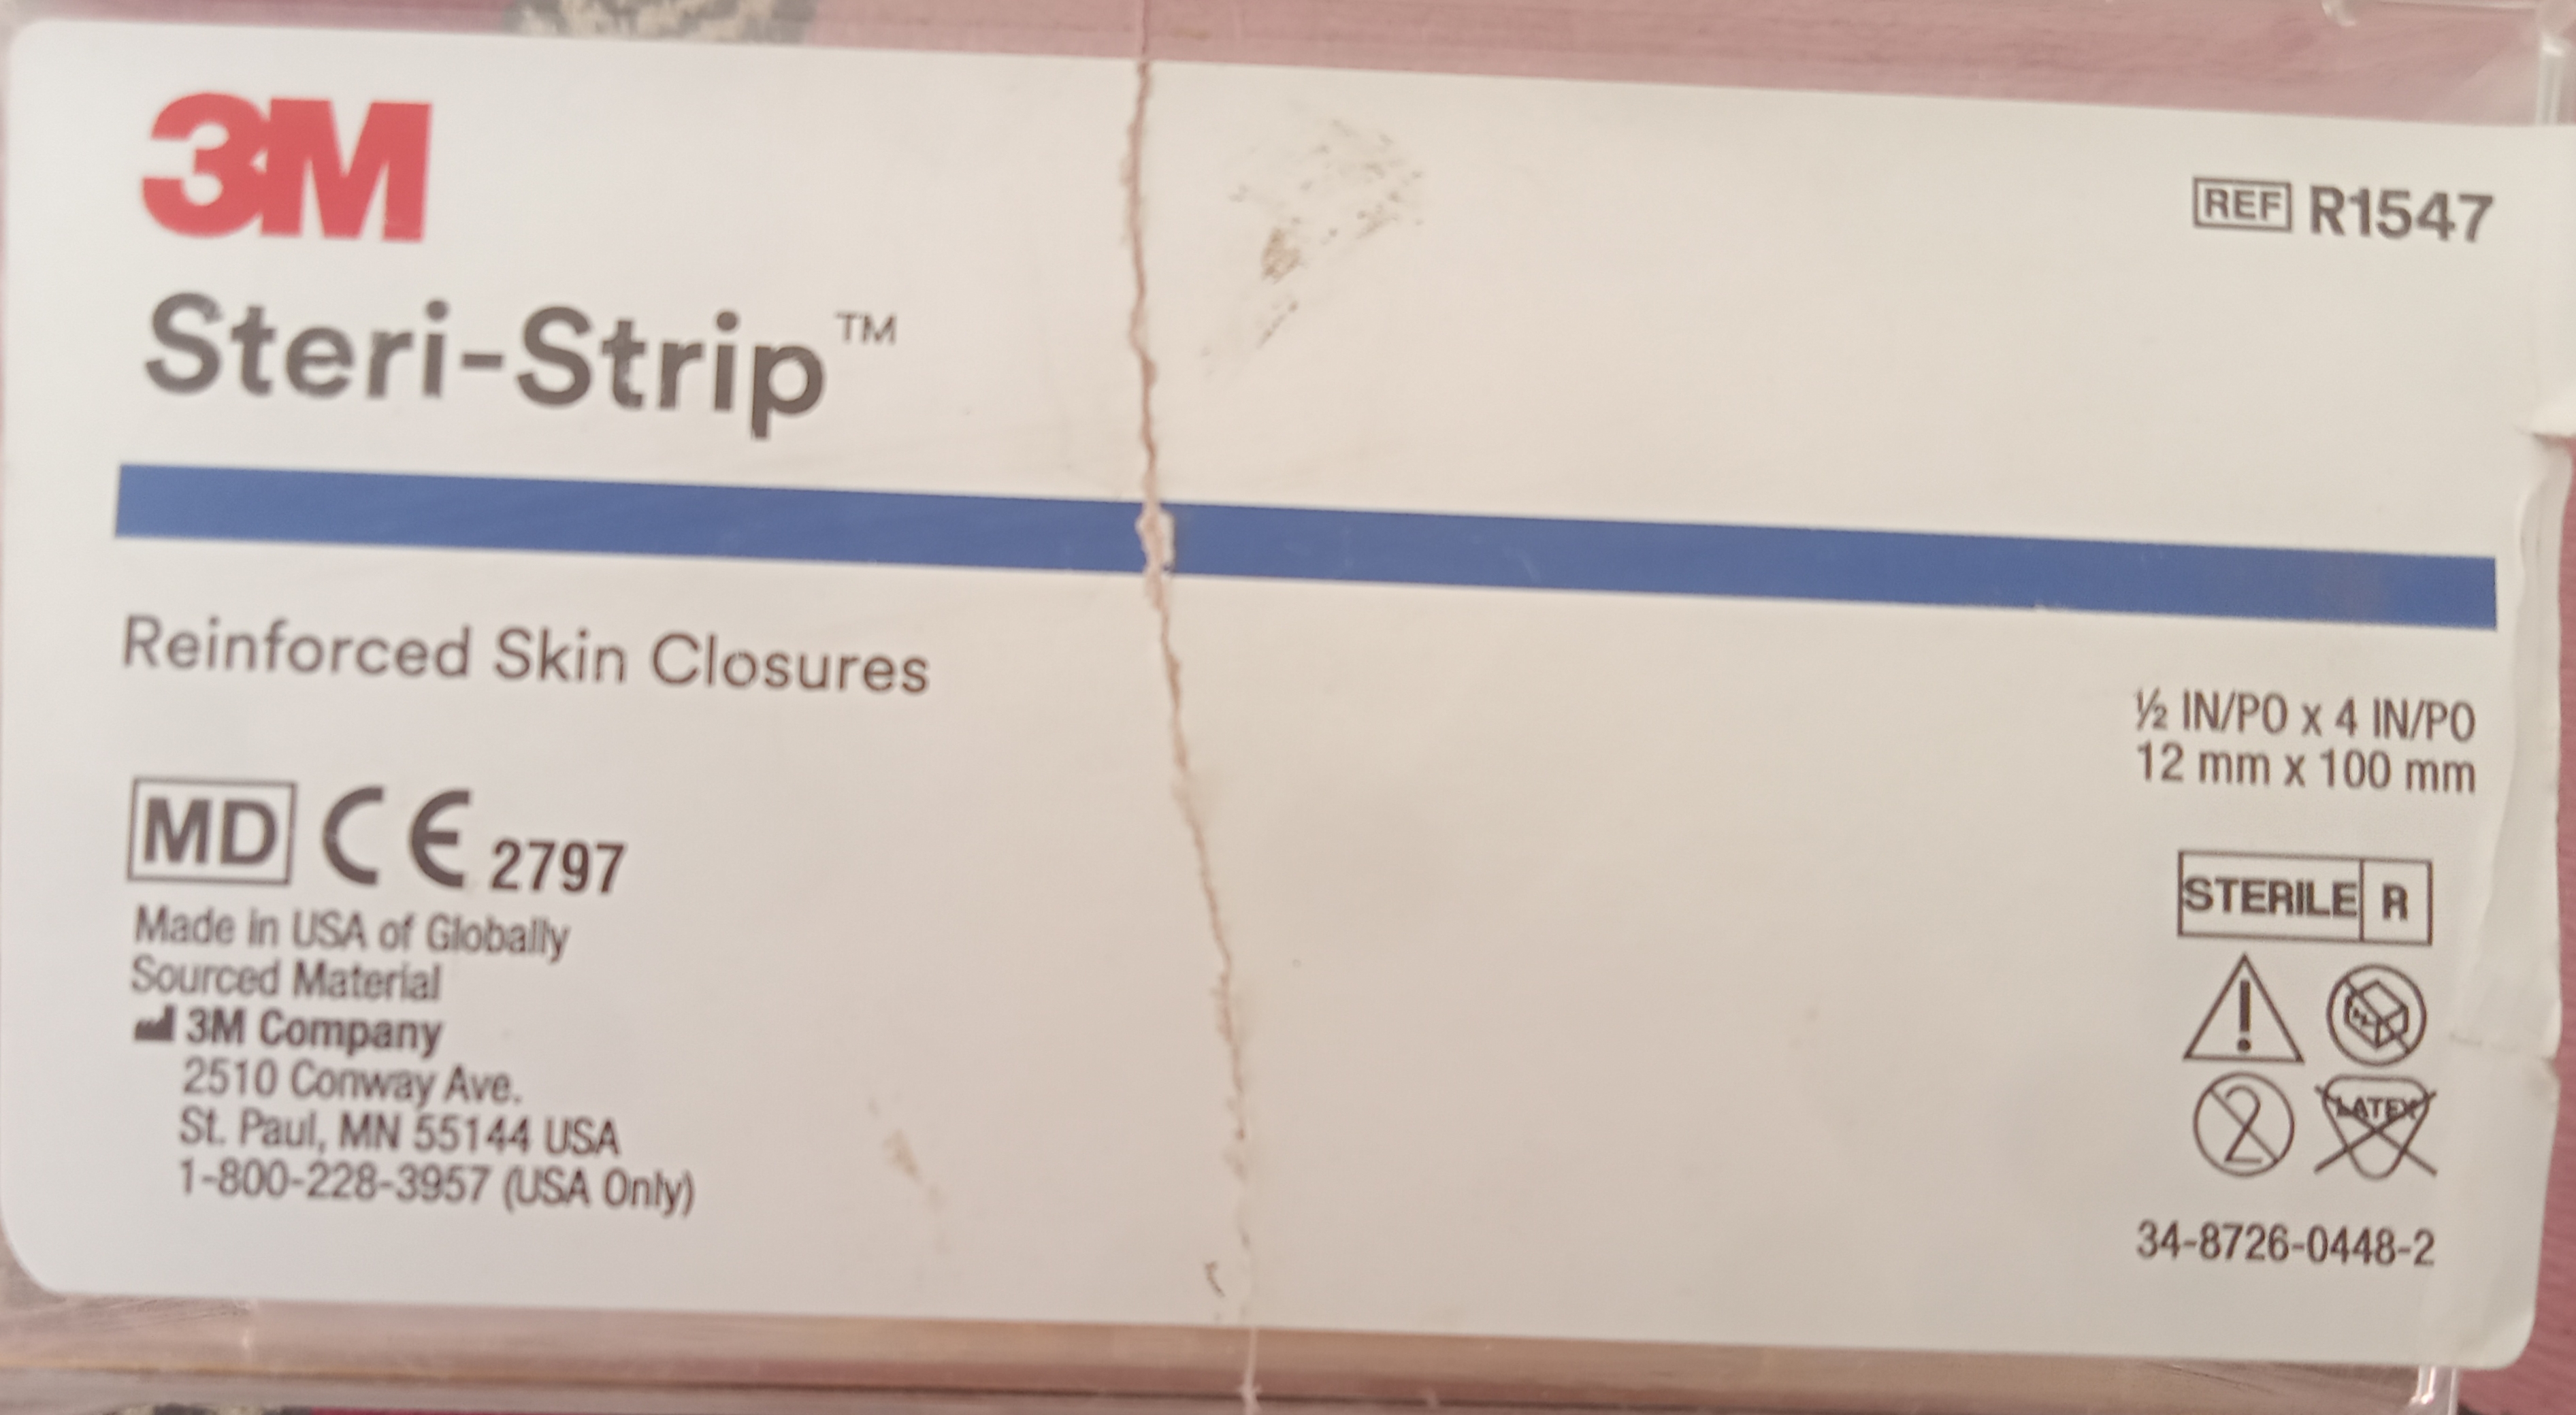 3M
REF R1547
Steri-Strip™
Reinforced Skin Closures
½ IN/PO x 4 IN/PO
12 mm x 100 mm
MD CE 2797
STERILE R
Made in USA of Globally
Sourced Material
3M Company
2510 Conway Ave.
St. Paul, MN 55144 USA
1-800-228-3957 (USA Only)
2
LATEX
34-8726-0448-2